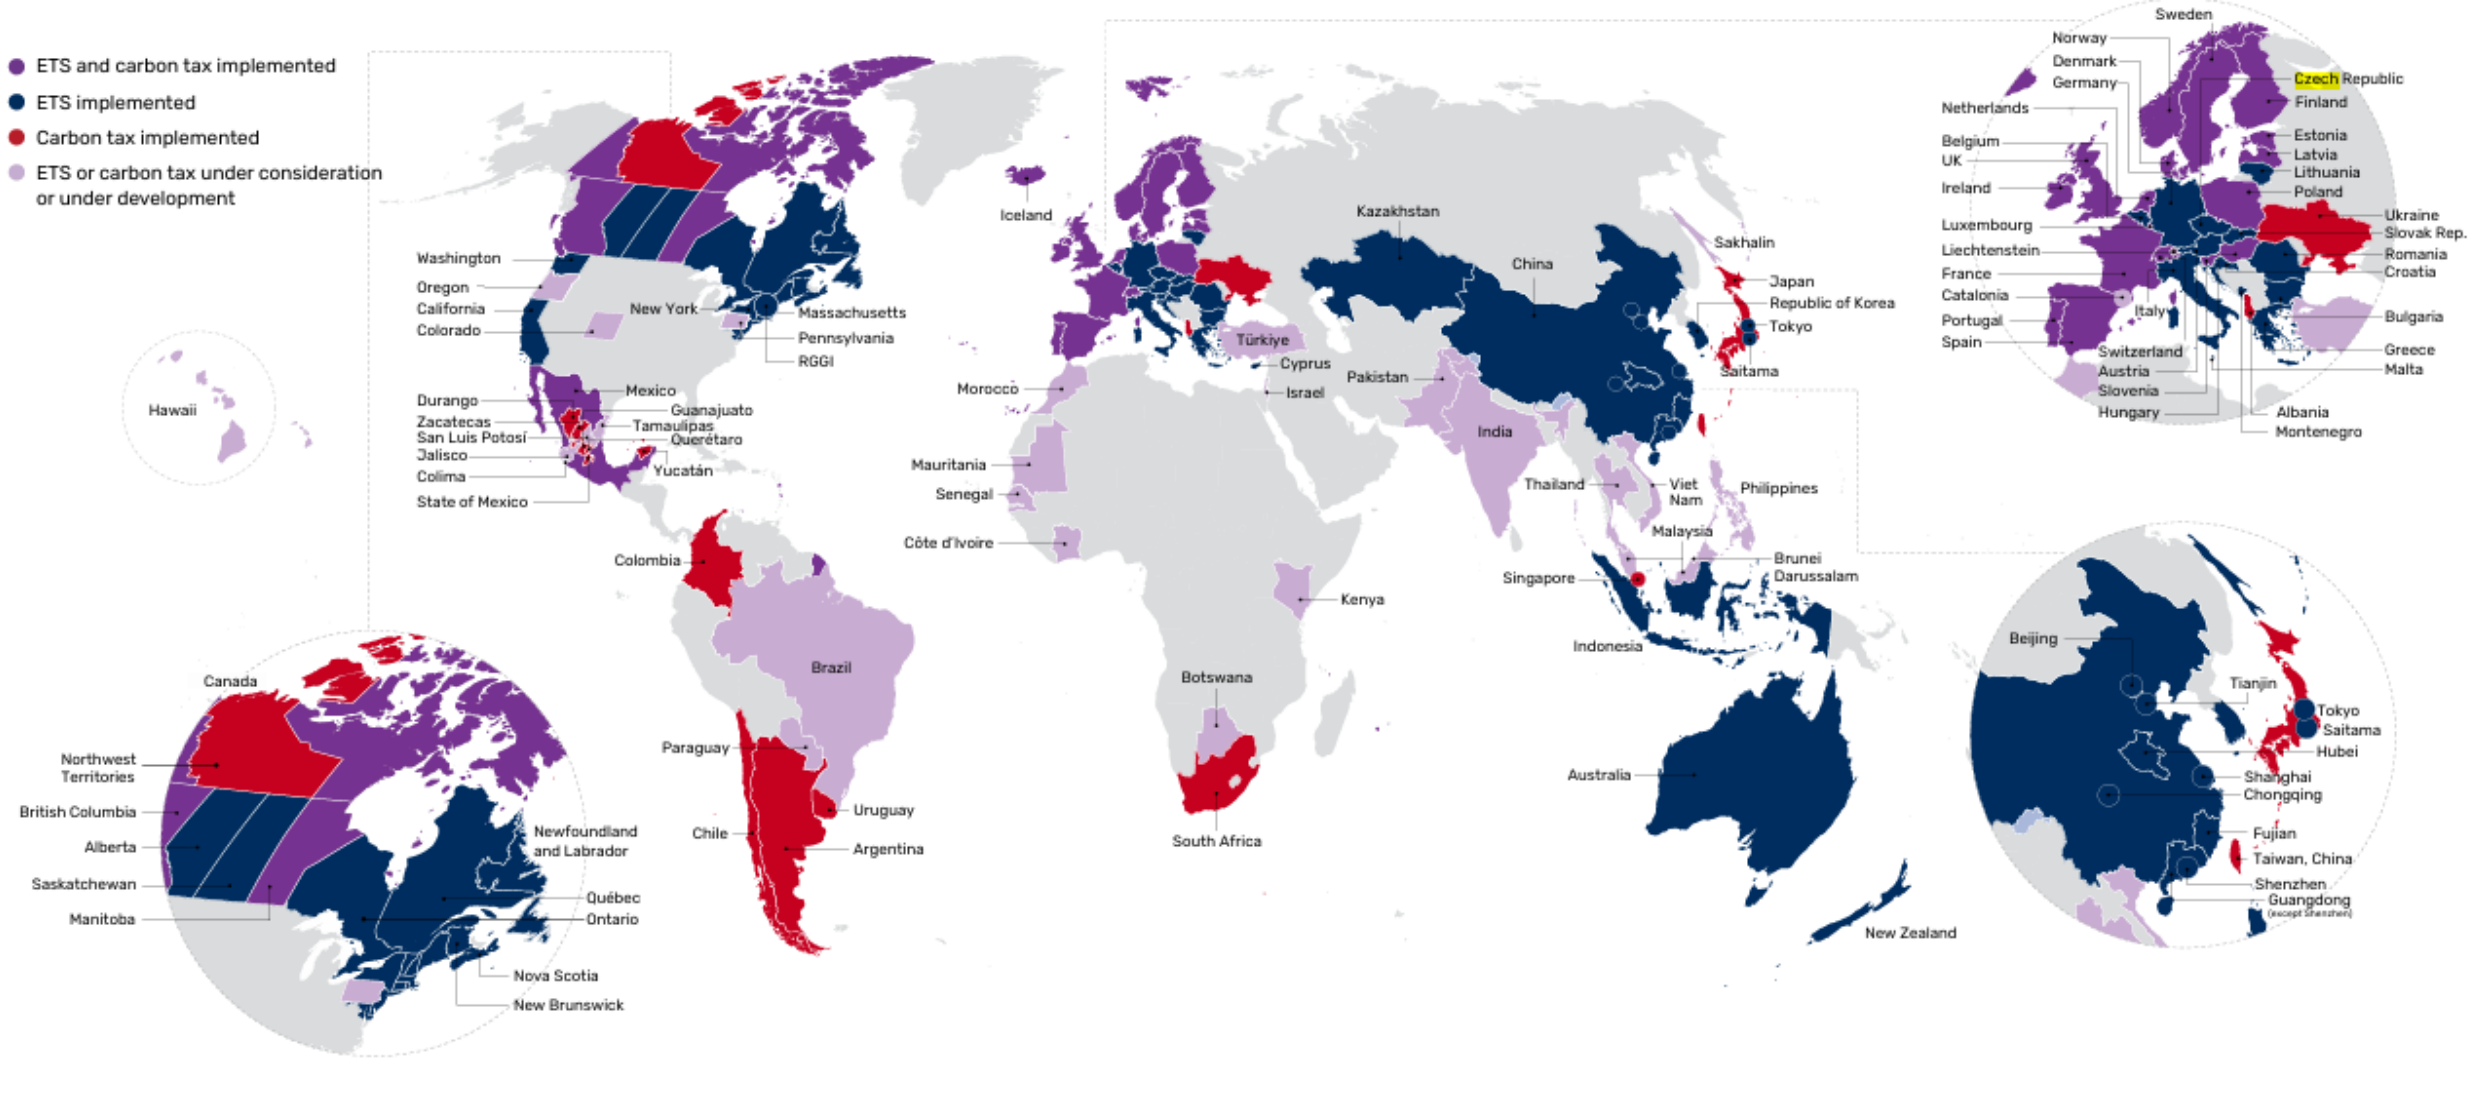 ETS and carbon tax implemented
ETS implemented
Carbon tax implemented
ETS or carbon tax under consideration
or under development
Hawaii
Washington
Oregon
California
Colorado
New York
Massachusetts
Pennsylvania
RGGI
Mexico
Durango
Guanajuato
Zacatecas
Tamaulipas
San Luis Potosí
Querétaro
Jalisco
Yucatán
Colima
State of Mexico
Colombia
Brazil
Paraguay
Uruguay
Chile
Argentina
Canada
Northwest
Territories
British Columbia
Alberta
Saskatchewan
Manitoba
Newfoundland
and Labrador
Québec
Ontario
Nova Scotia
New Brunswick
Iceland
Türkiye
Cyprus
Israel
Morocco
Mauritania
Senegal
Côte d'Ivoire
Kenya
Botswana
South Africa
Kazakhstan
China
Pakistan
India
Thailand
Viet
Nam
Philippines
Malaysia
Brunei
Darussalam
Singapore
Indonesia
Australia
New Zealand
Sakhalin
Japan
Republic of Korea
Tokyo
Saitama
Sweden
Norway
Denmark
Germany
Netherlands
Belgium
UK
Ireland
Luxembourg
Liechtenstein
France
Catalonia
Portugal
Spain
Italy
Switzerland
Austria
Slovenia
Hungary
Czech Republic
Finland
Estonia
Latvia
Lithuania
Poland
Ukraine
Slovak Rep.
Romania
Croatia
Bulgaria
Greece
Malta
Albania
Montenegro
Beijing
Tianjin
Tokyo
Saitama
Hubei
Shanghai
Chongqing
Fujian
Taiwan, China
Shenzhen
Guangdong
(except Shenzhen)